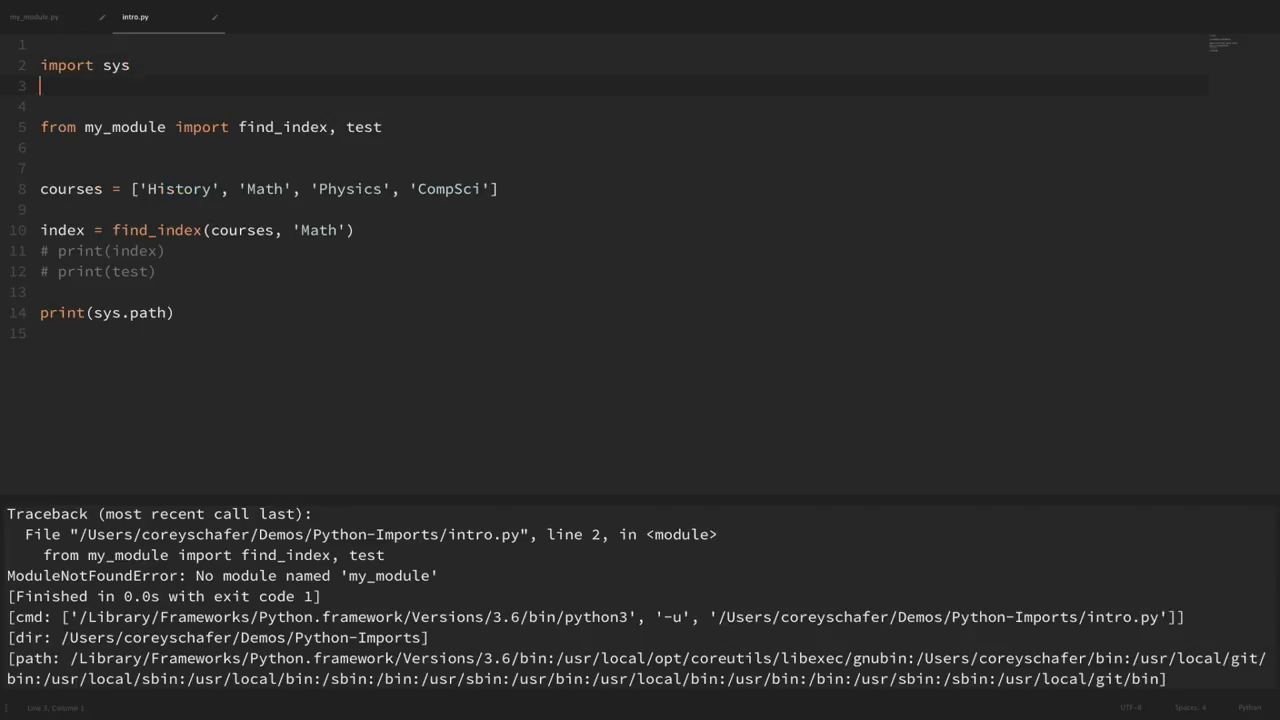 my_module.py
intro.py
1
2 import sys
3
4
5 from my_module import find_index, test
6
7
8 courses = ['History', 'Math', 'Physics', 'CompSci']
9
10 index = find_index(courses, 'Math')
11 # print(index)
12 # print(test)
13
14 print(sys.path)
15
Traceback (most recent call last):
File "/Users/coreyschafer/Demos/Python-Imports/intro.py", line 2, in <module>
from my_module import find_index, test
ModuleNotFoundError: No module named 'my_module'
[Finished in 0.0s with exit code 1]
[cmd: ['/Library/Frameworks/Python.framework/Versions/3.6/bin/python3', '-u', '/Users/coreyschafer/Demos/Python-Imports/intro.py']]
[dir: /Users/coreyschafer/Demos/Python-Imports]
[path: /Library/Frameworks/Python.framework/Versions/3.6/bin:/usr/local/opt/coreutils/libexec/gnubin:/Users/coreyschafer/bin:/usr/local/git/
bin:/usr/local/sbin:/usr/local/bin:/sbin:/bin:/usr/sbin:/usr/bin:/usr/local/bin:/usr/bin:/bin:/usr/sbin:/sbin:/usr/local/git/bin]
Line 3, Column 1
UTF-8
Spaces: 4
Python